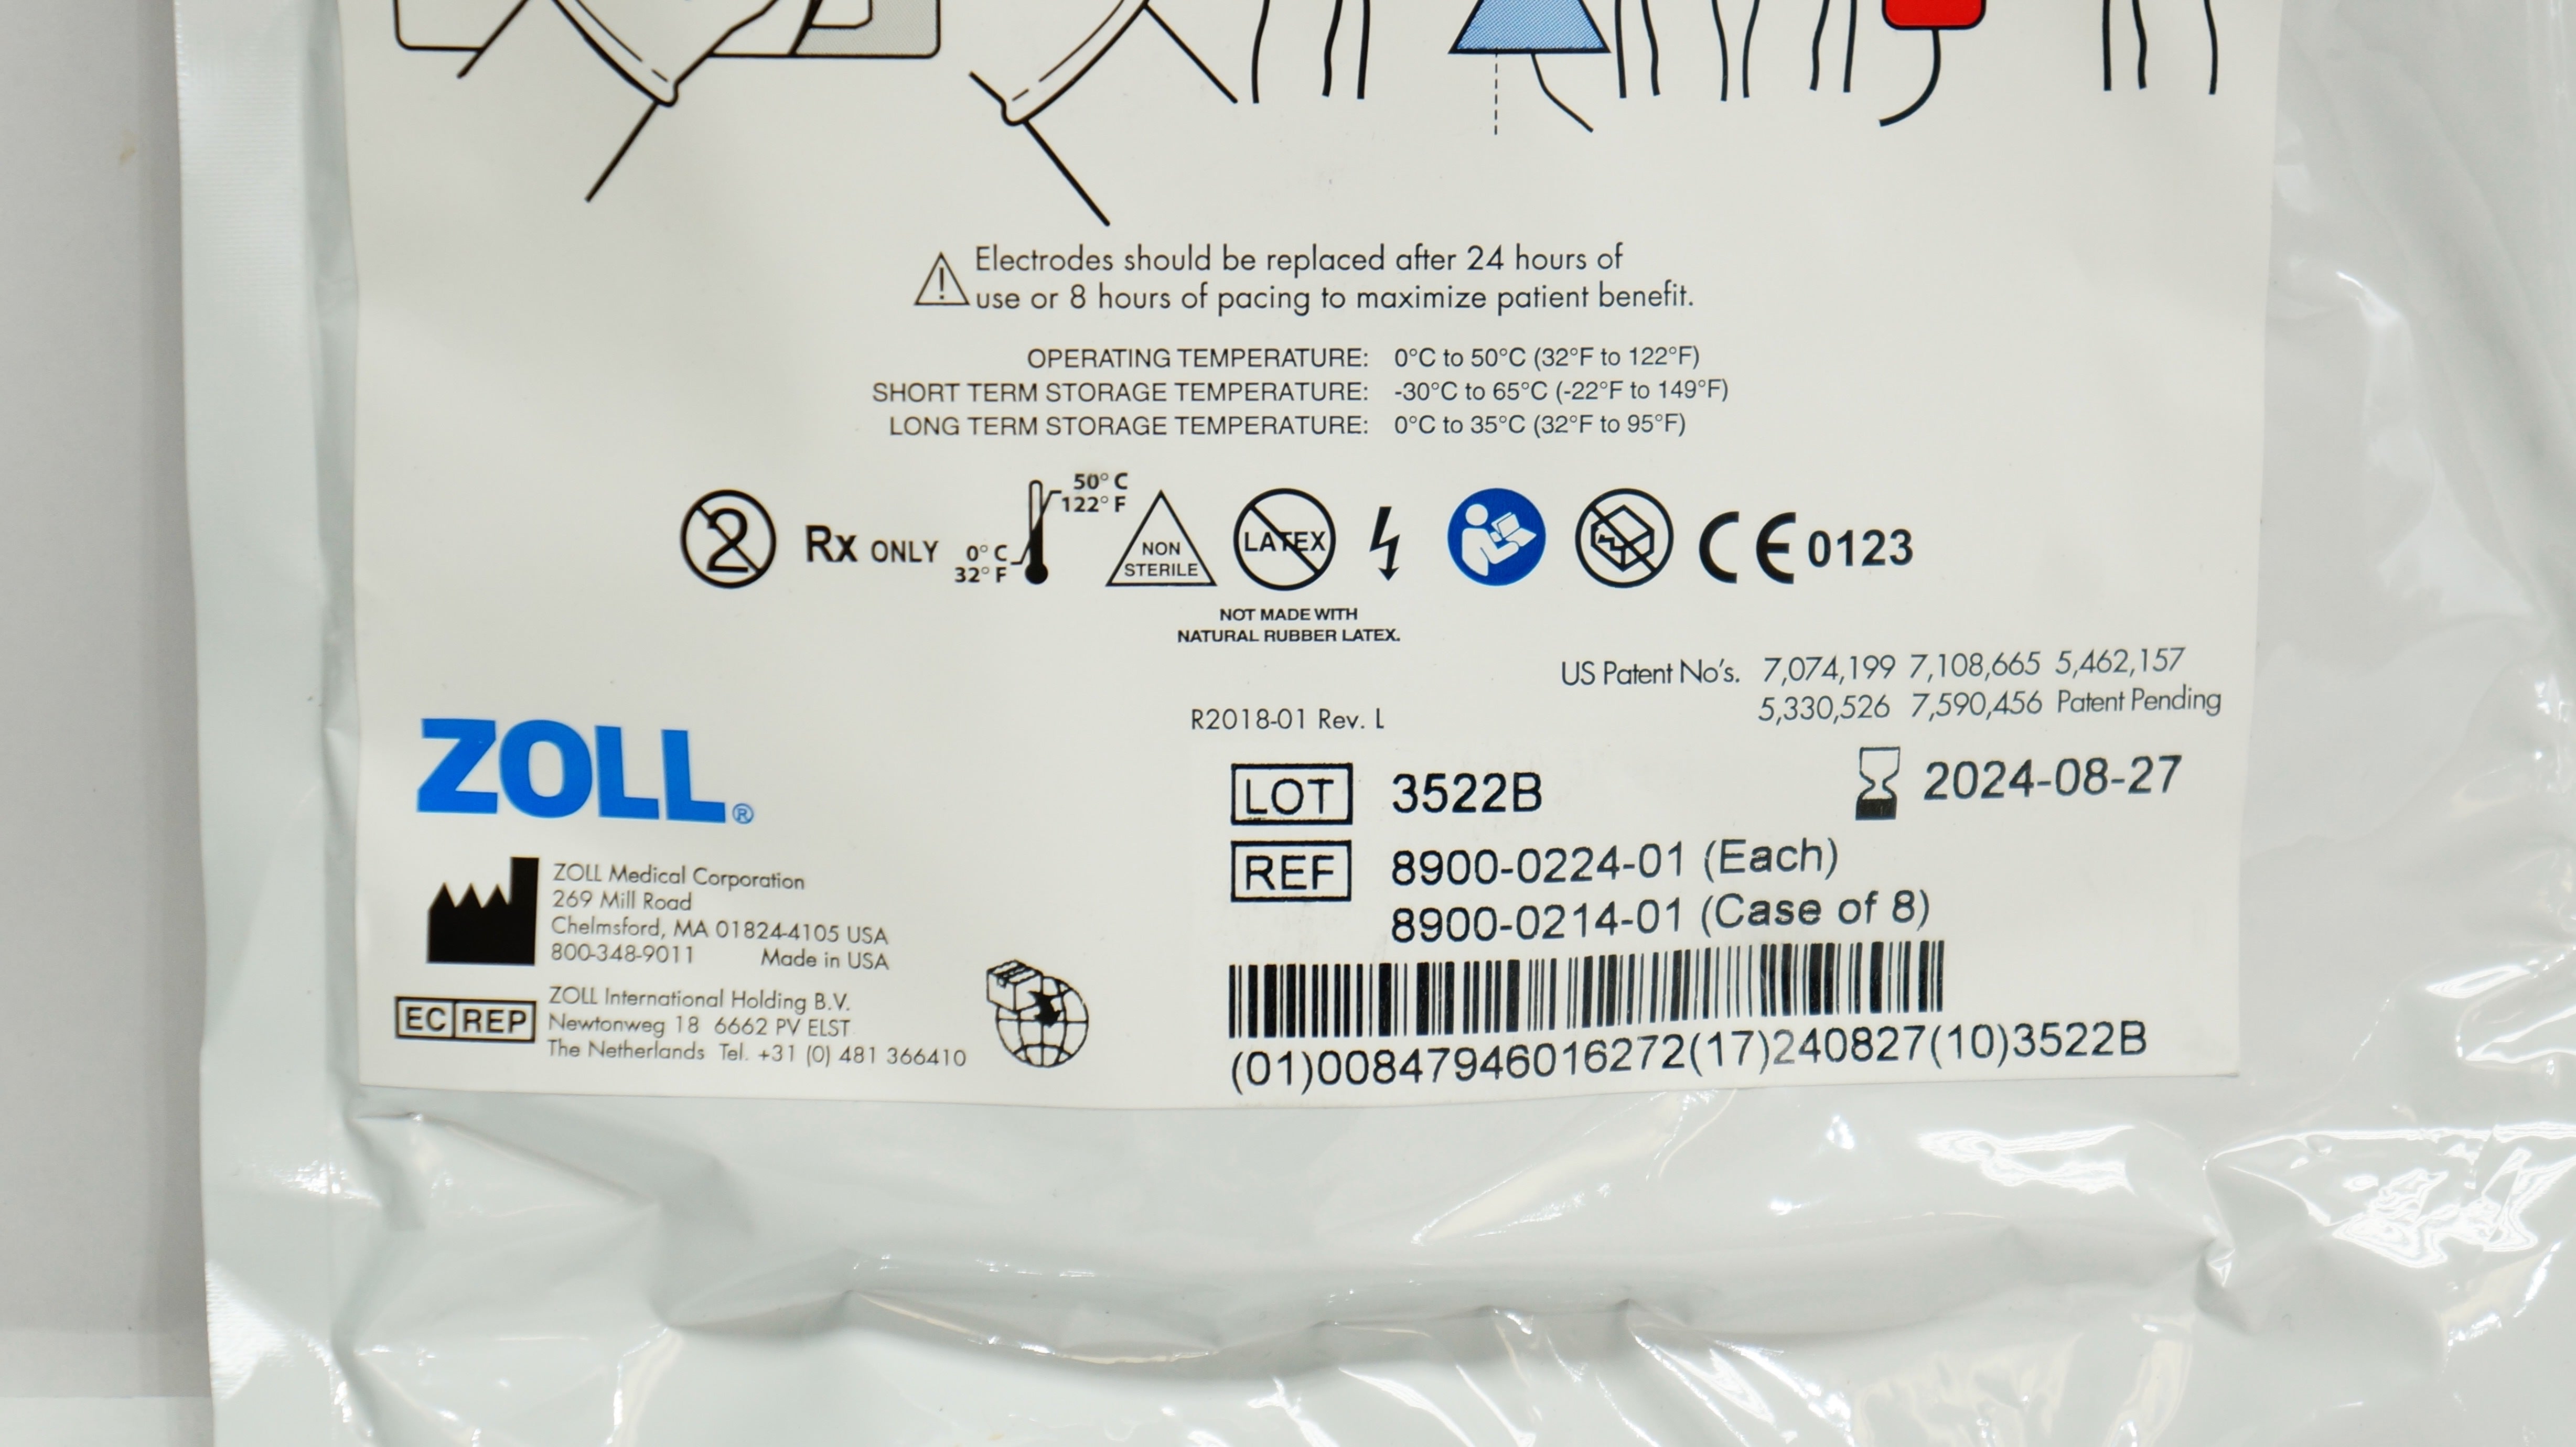 Electrodes should be replaced after 24 hours of
use or 8 hours of pacing to maximize patient benefit.
OPERATING TEMPERATURE: 0°C to 50°C (32°F to 122°F)
SHORT TERM STORAGE TEMPERATURE: -30°C to 65°C (-22°F to 149°F)
LONG TERM STORAGE TEMPERATURE: 0°C to 35°C (32°F to 95°F)
2
Rx ONLY
50° C
122° F
0° C
32° F
NON
STERILE
LATEX
CE 0123
NOT MADE WITH
NATURAL RUBBER LATEX.
US Patent No's. 7,074,199 7,108,665 5,462,157
5,330,526 7,590,456 Patent Pending
R2018-01 Rev. L
ZOLL®
LOT 3522B
2024-08-27
REF 8900-0224-01 (Each)
8900-0214-01 (Case of 8)
ZOLL Medical Corporation
269 Mill Road
Chelmsford, MA 01824-4105 USA
800-348-9011 Made in USA
EC REP
ZOLL International Holding B.V.
Newtonweg 18 6662 PV ELST
The Netherlands Tel. +31 (0) 481 366410
(01)00847946016272(17)240827(10)3522B